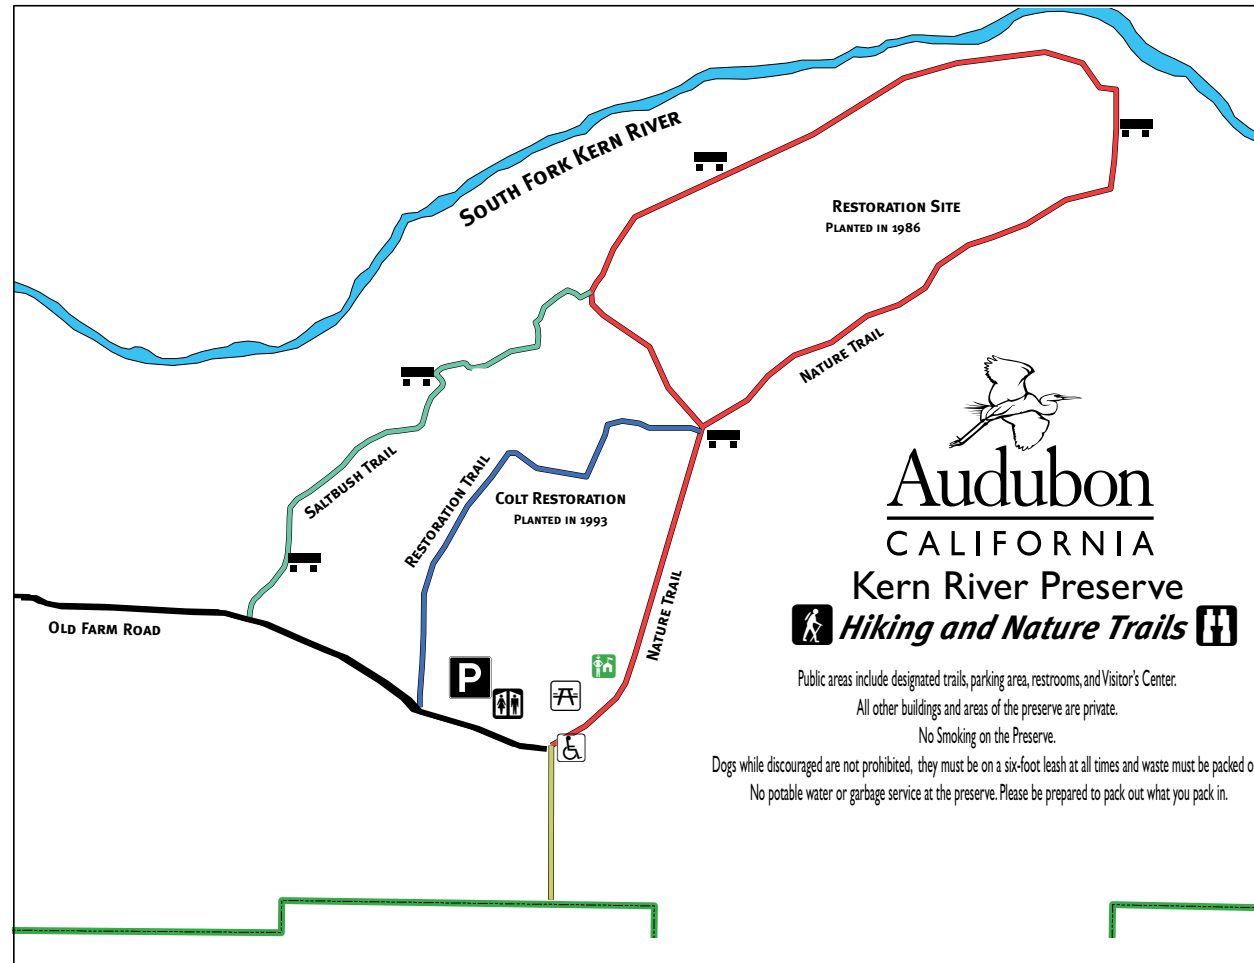 South Fork Kern River
Restoration Site
Planted in 1986
Nature Trail
Saltbush Trail
Restoration Trail
Colt Restoration
Planted in 1993
Nature Trail
Old Farm Road
P
Audubon
CALIFORNIA
Kern River Preserve
Hiking and Nature Trails
Public areas include designated trails, parking area, restrooms, and Visitor's Center.
All other buildings and areas of the preserve are private.
No Smoking on the Preserve.
Dogs while discouraged are not prohibited, they must be on a six-foot leash at all times and waste must be packed o
No potable water or garbage service at the preserve. Please be prepared to pack out what you pack in.